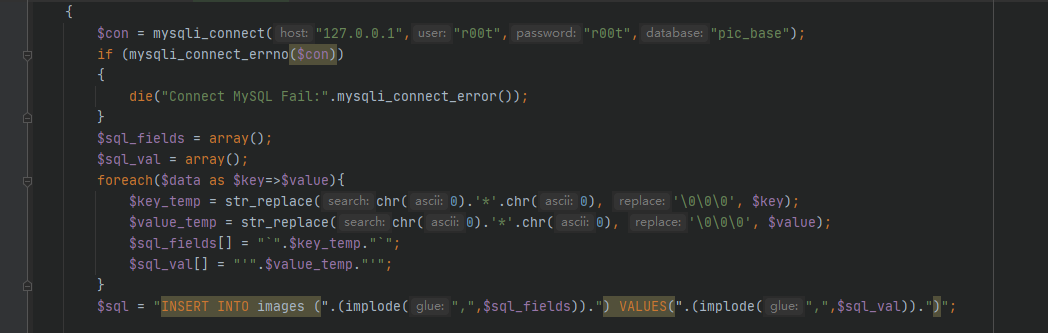 {
$con = mysqli_connect( host: "127.0.0.1", user: "r00t", password: "r00t", database: "pic_base");
if (mysqli_connect_errno($con))
{
die("Connect MySQL Fail:".mysqli_connect_error());
}
$sql_fields = array();
$sql_val = array();
foreach($data as $key=>$value){
$key_temp = str_replace( search: chr( ascii: 0).'*'.chr( ascii: 0), replace: '\0\0\0', $key);
$value_temp = str_replace( search: chr( ascii: 0).'*'.chr( ascii: 0), replace: '\0\0\0', $value);
$sql_fields[] = "`".$key_temp."`";
$sql_val[] = "'".$value_temp."'";
}
$sql = "INSERT INTO images (".(implode( glue: ",",$sql_fields)).") VALUES(".(implode( glue: ",",$sql_val)).")";